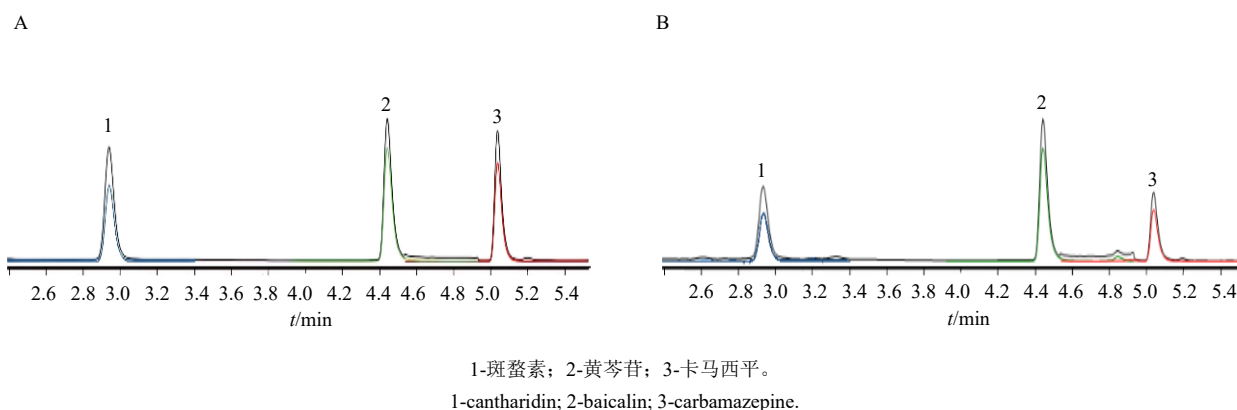 A
1
2
3
2.6 2.8 3.0 3.2 3.4 3.6 3.8 4.0 4.2 4.4 4.6 4.8 5.0 5.2 5.4
t/min
B
1
2
3
2.6 2.8 3.0 3.2 3.4 3.6 3.8 4.0 4.2 4.4 4.6 4.8 5.0 5.2 5.4
t/min
1-斑蝥素；2-黄芩苷；3-卡马西平。
1-cantharidin; 2-baicalin; 3-carbamazepine.